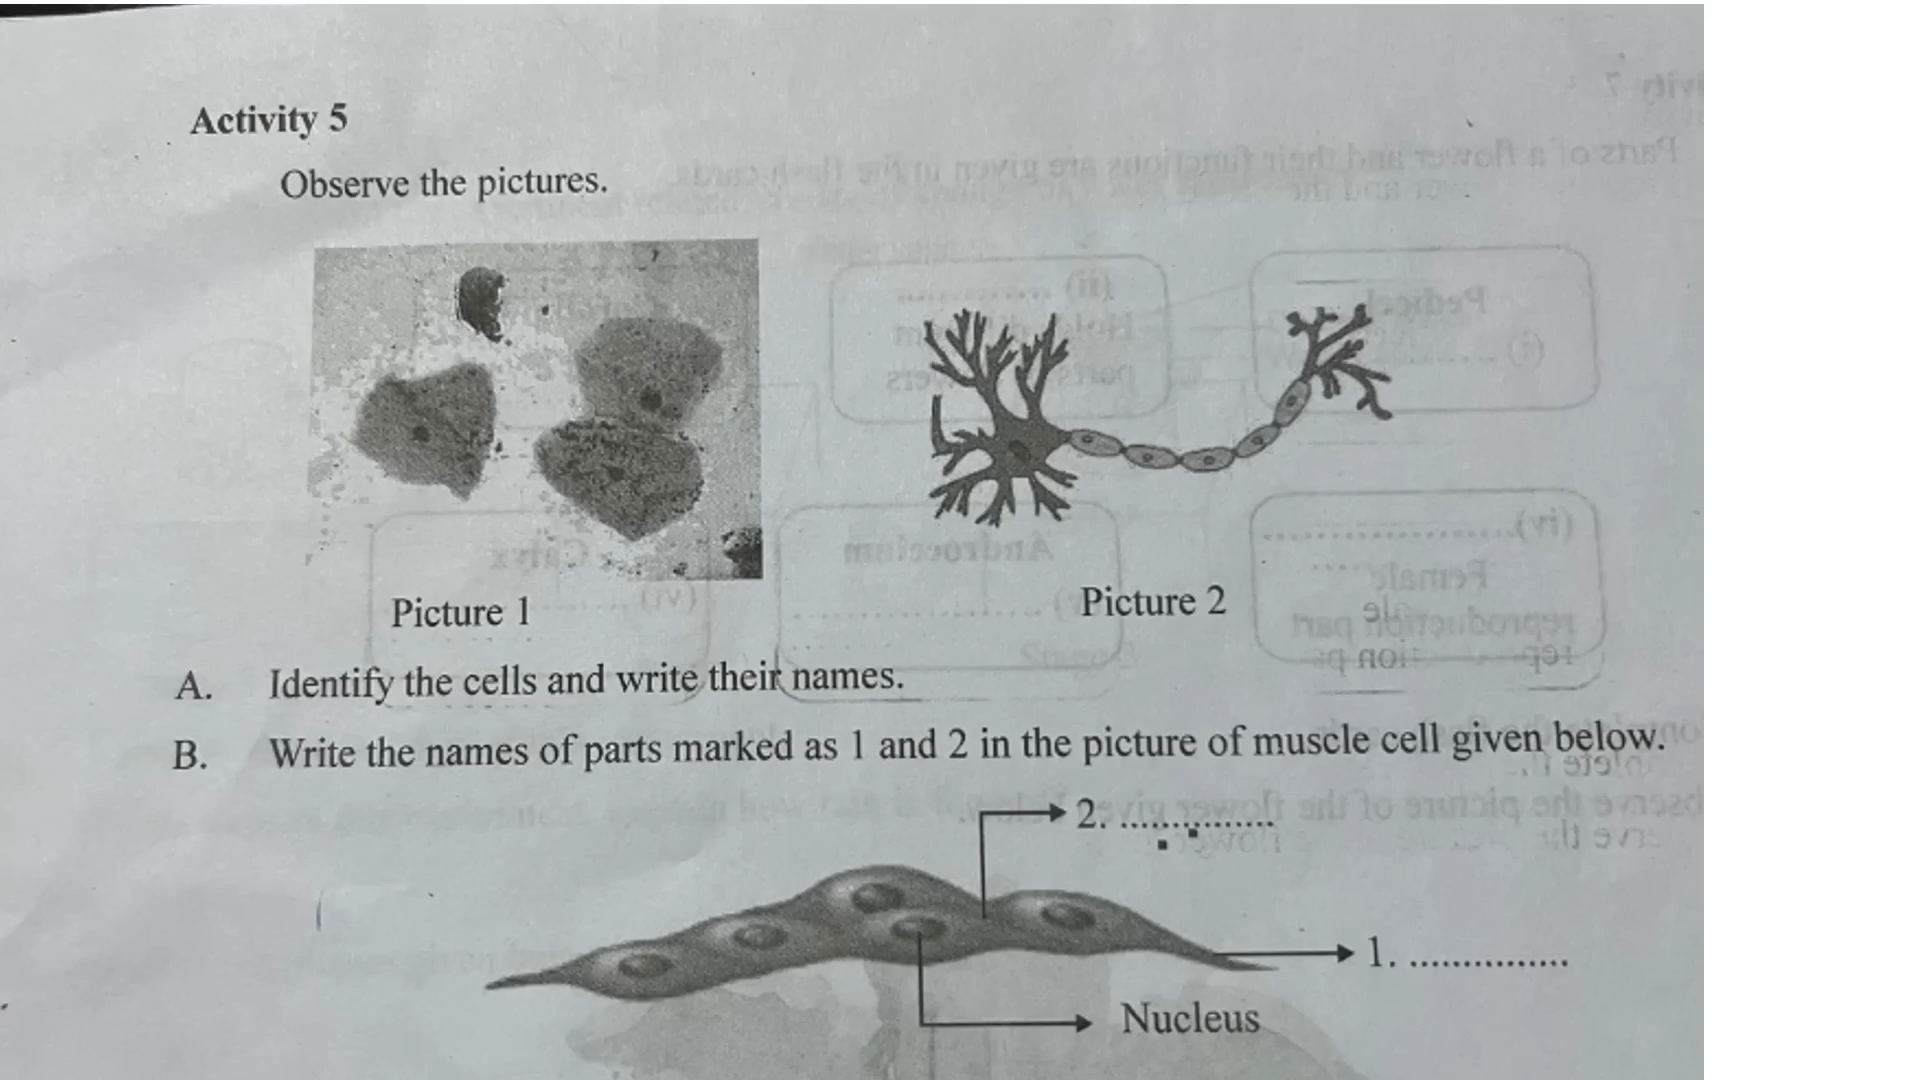 Activity 5
Observe the pictures.
Picture 1
Picture 2
A. Identify the cells and write their names.
B. Write the names of parts marked as 1 and 2 in the picture of muscle cell given below.
2. ................
1. ...............
Nucleus